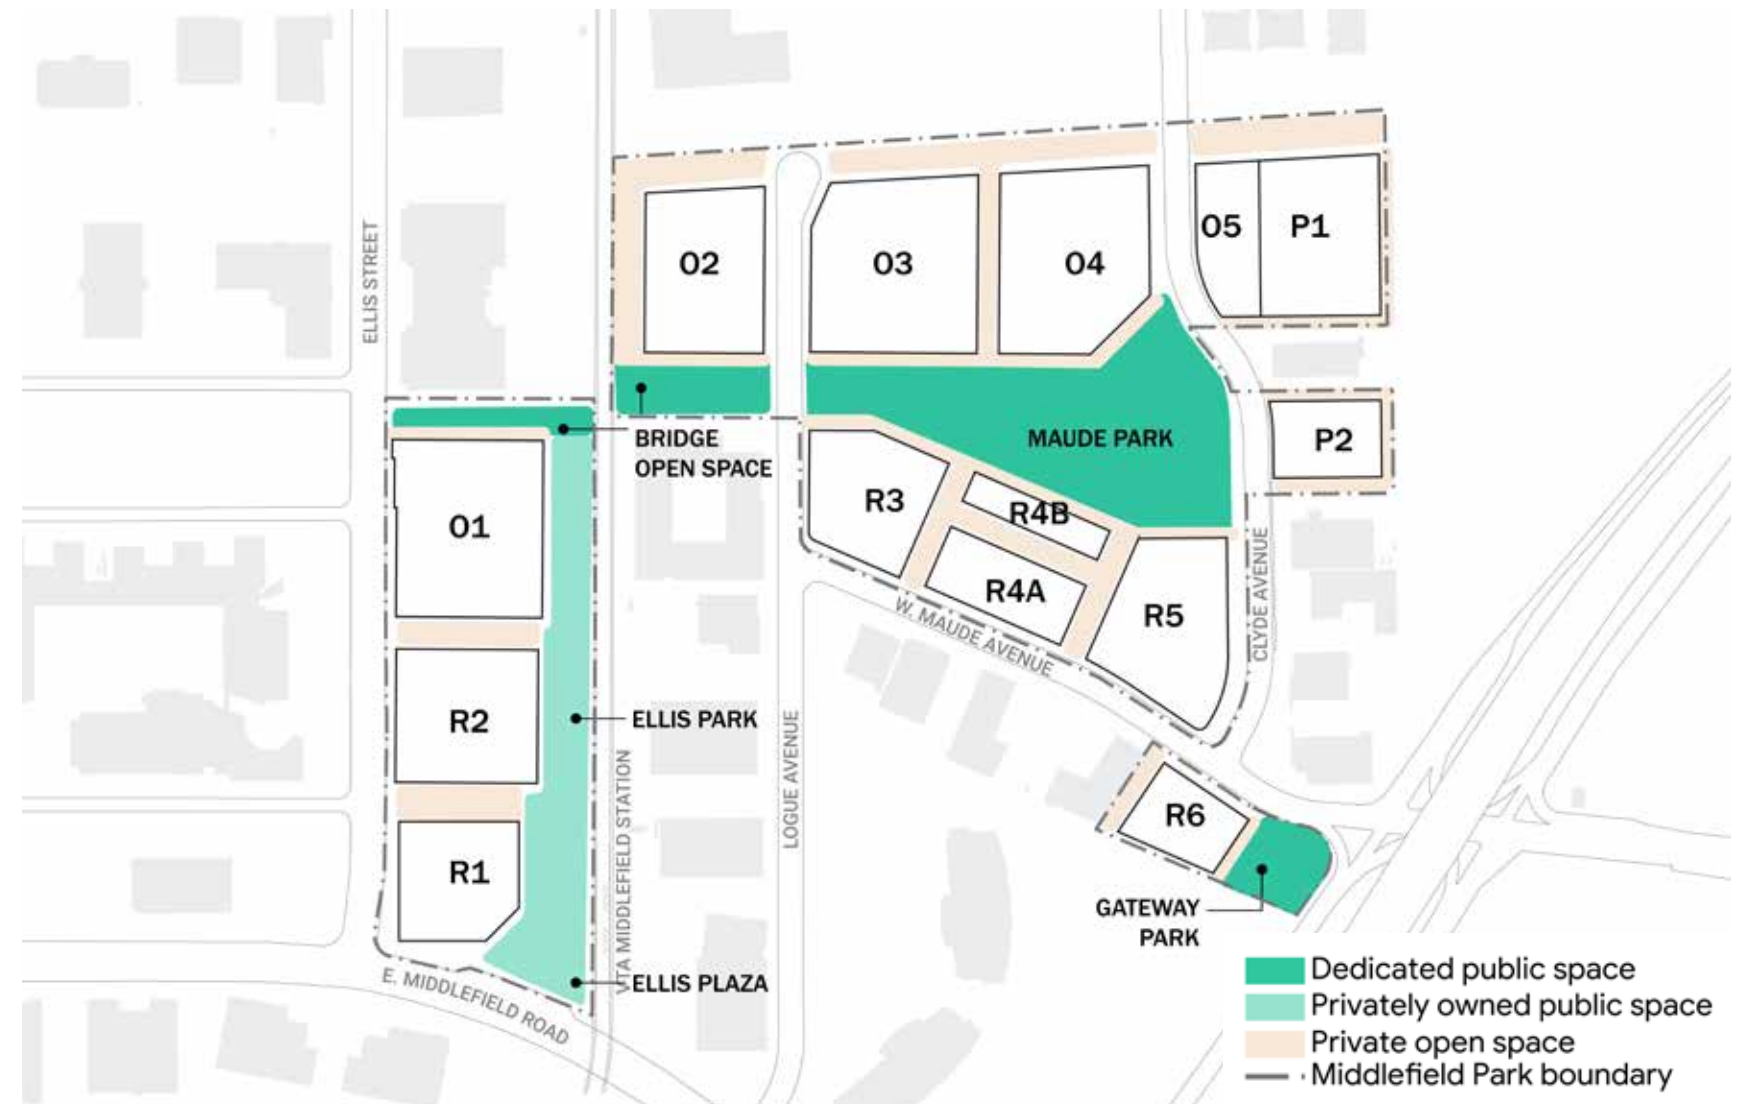 O2
O3
O4
O5
P1
ELLIS STREET
BRIDGE
OPEN SPACE
MAUDE PARK
P2
R3
R4B
O1
R4A
R5
W. MAUDE AVENUE
CLYDE AVENUE
R2
ELLIS PARK
LOGUE AVENUE
VTA MIDDLEFIELD STATION
R6
R1
GATEWAY
PARK
E. MIDDLEFIELD ROAD
ELLIS PLAZA
Dedicated public space
Privately owned public space
Private open space
Middlefield Park boundary